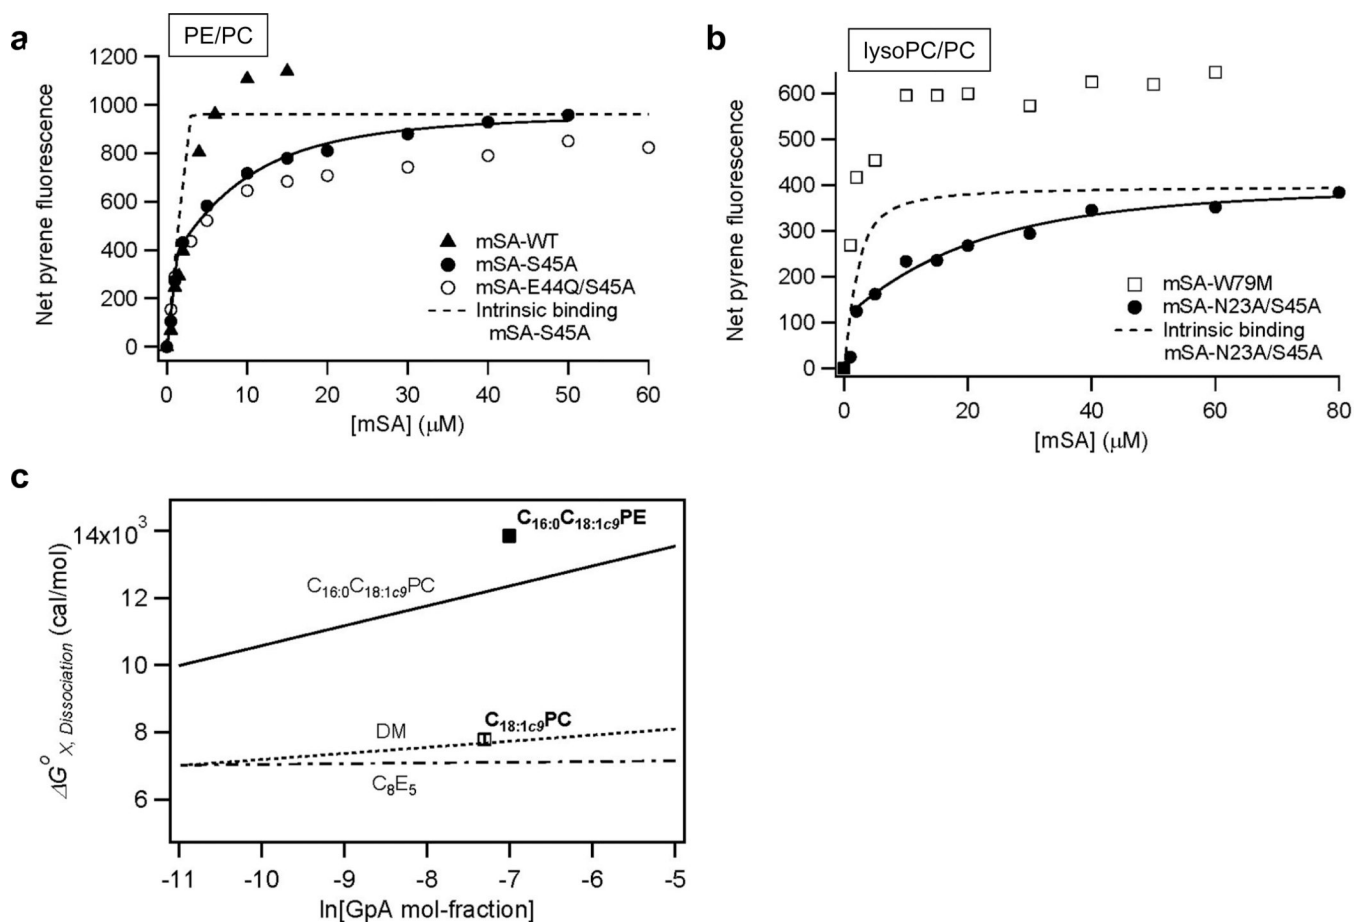 a
PE/PC
Net pyrene fluorescence
1200
1000
800
600
400
200
0
mSA-WT
mSA-S45A
mSA-E44Q/S45A
Intrinsic binding
mSA-S45A
0 10 20 30 40 50 60
[mSA] (μM)
b
lysoPC/PC
Net pyrene fluorescence
600
500
400
300
200
100
0
mSA-W79M
mSA-N23A/S45A
Intrinsic binding
mSA-N23A/S45A
0 20 40 60 80
[mSA] (μM)
c
ΔG°X, Dissociation (cal/mol)
14x10³
12
10
8
6
C16:0C18:1c9PE
C16:0C18:1c9PC
C18:1c9PC
DM
C8E5
-11 -10 -9 -8 -7 -6 -5
ln[GpA mol-fraction]